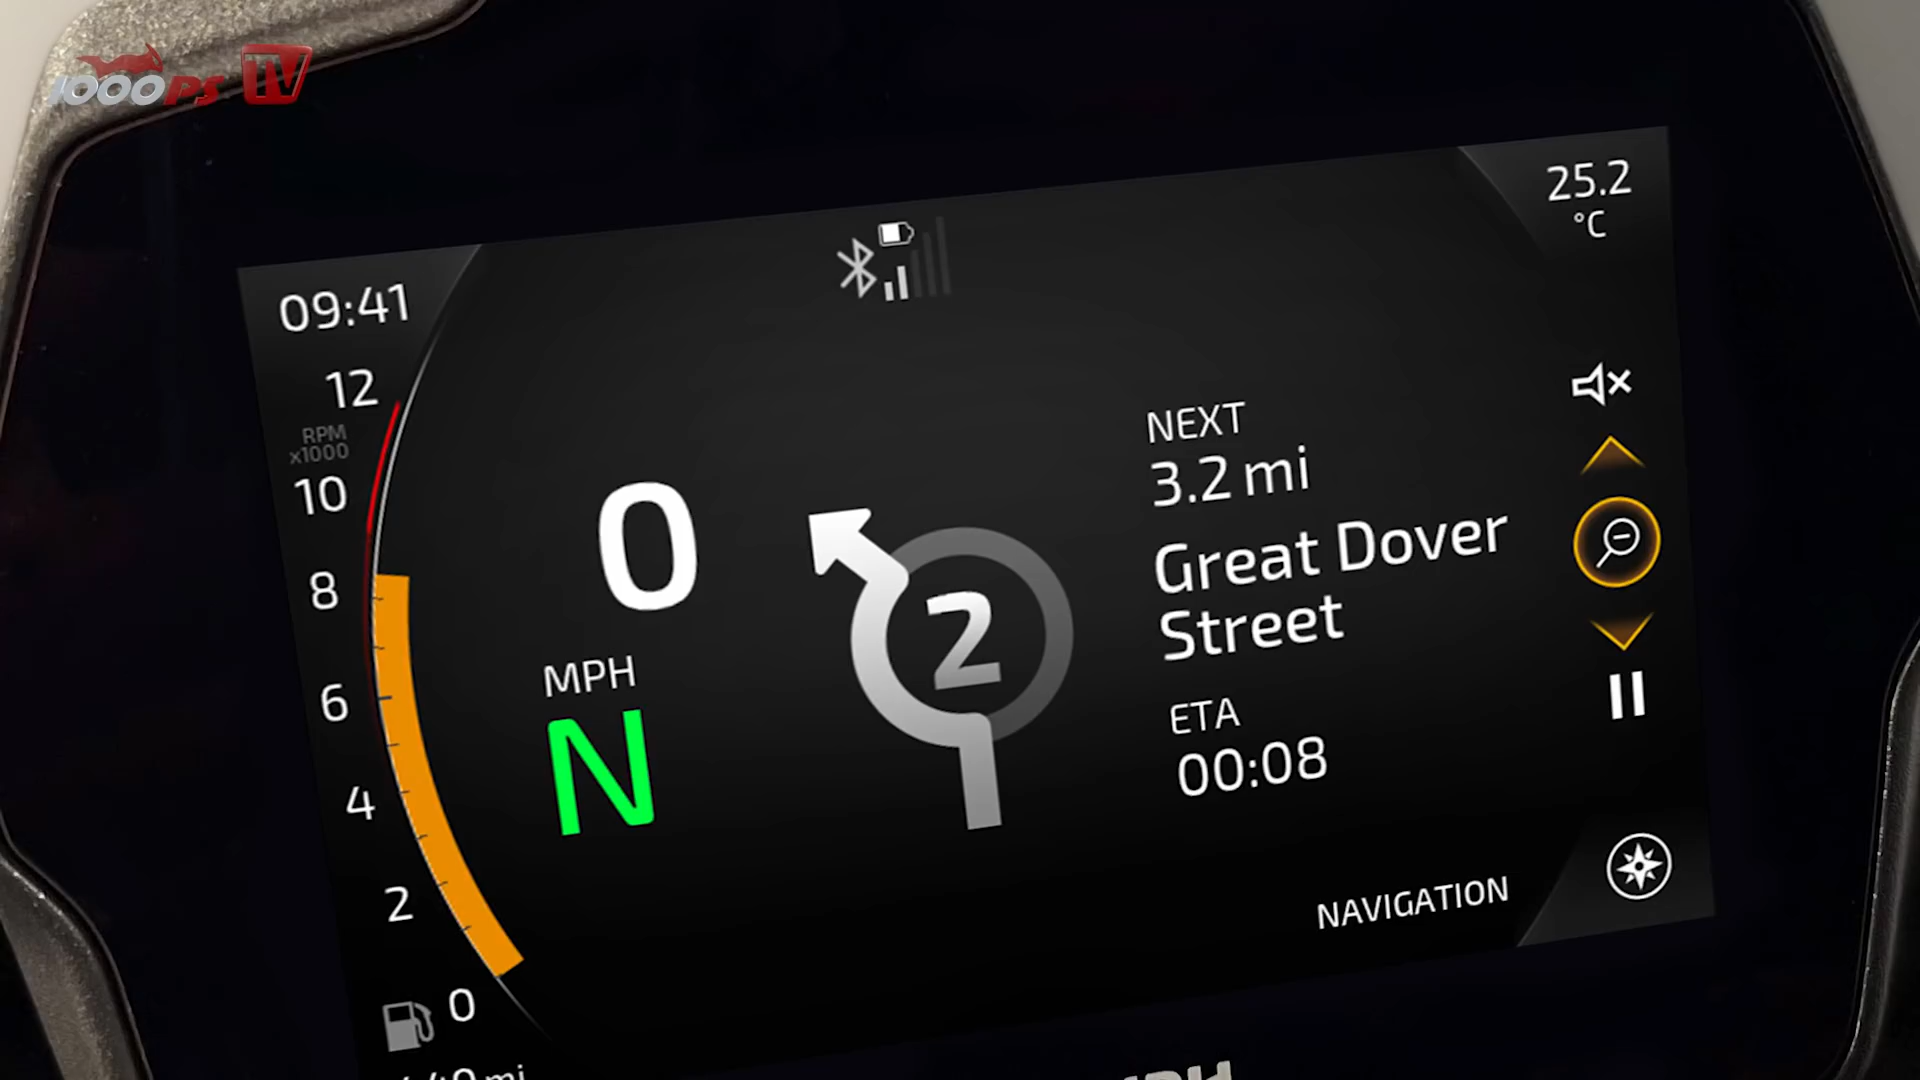 1000PS TV
25.2
°C
09:41
12
RPM
x1000
10
8
6
4
2
0
0
MPH
N
2
NEXT
3.2 mi
Great Dover
Street
ETA
00:08
NAVIGATION
mi